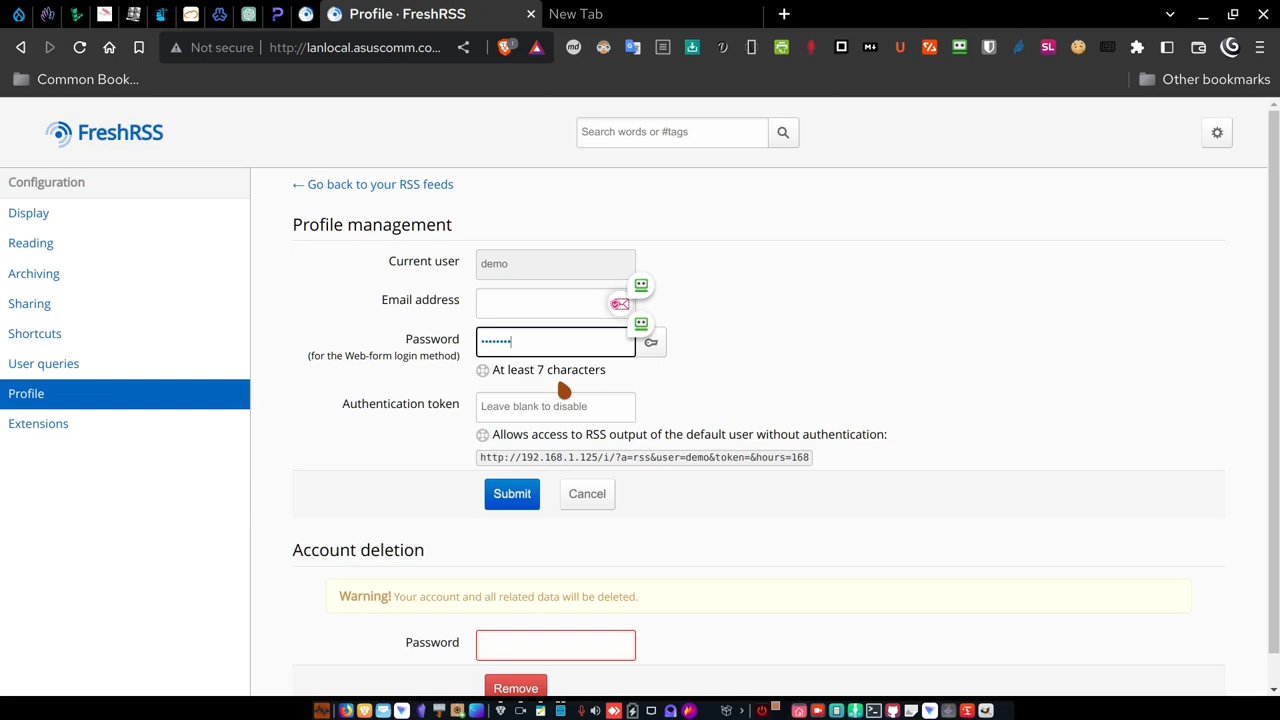 Profile · FreshRSS
New Tab
Not secure
http://lanlocal.asuscomm.co...
Common Book...
Other bookmarks
FreshRSS
Search words or #tags
Configuration
Display
Reading
Archiving
Sharing
Shortcuts
User queries
Profile
Extensions
← Go back to your RSS feeds
Profile management
Current user
demo
Email address
Password
(for the Web-form login method)
••••••••
At least 7 characters
Authentication token
Leave blank to disable
Allows access to RSS output of the default user without authentication:
http://192.168.1.125/i/?a=rss&user=demo&token=&hours=168
Submit
Cancel
Account deletion
Warning! Your account and all related data will be deleted.
Password
Remove